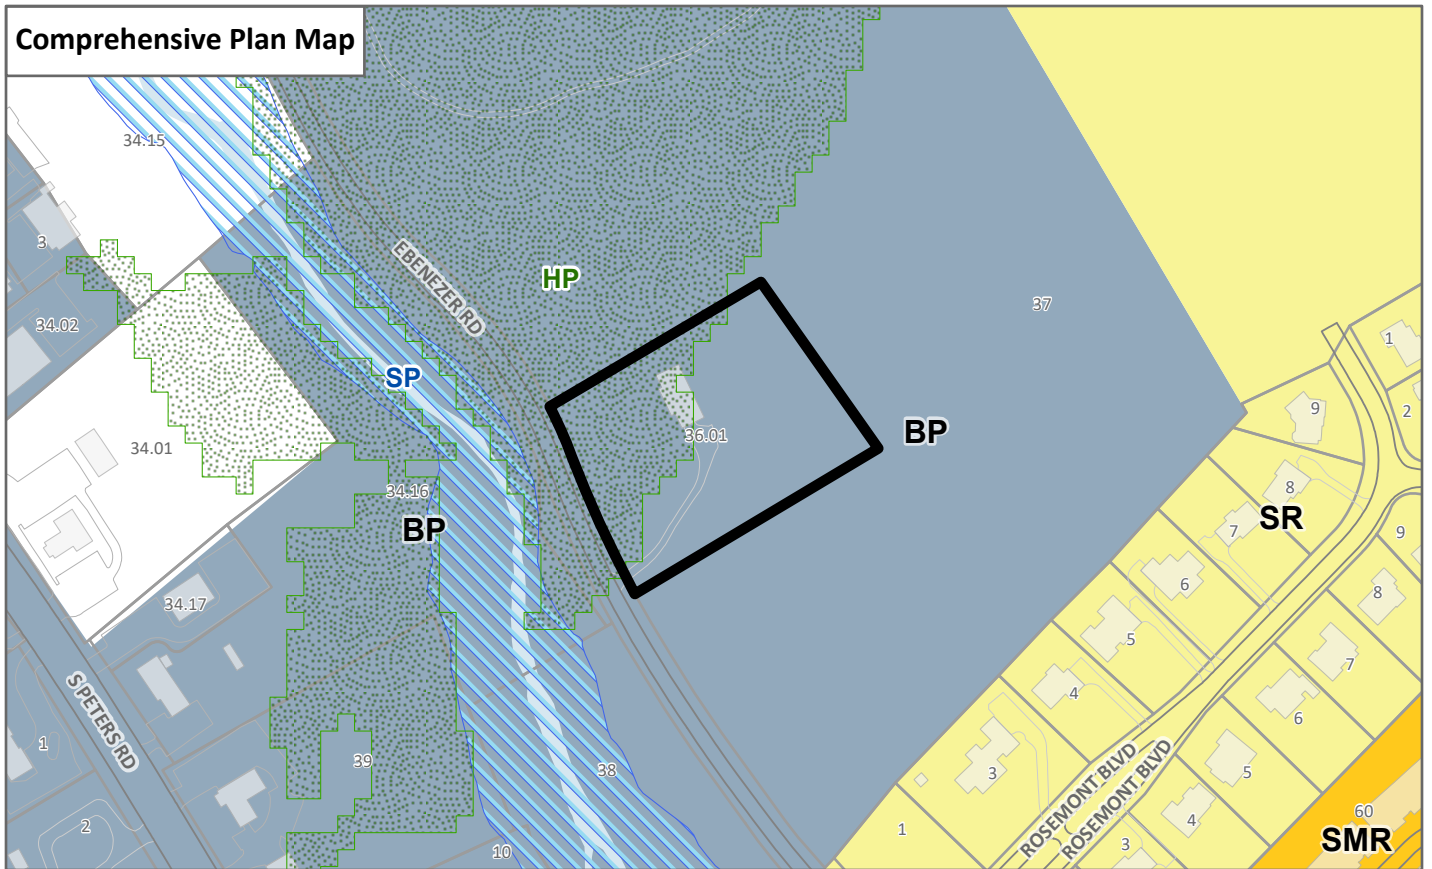 Comprehensive Plan Map
34.15
3
EBENEZER RD
HP
37
34.02
1
SP
9
2
34.01
36.01
BP
34.16
8
SR
BP
7
9
6
8
34.17
5
7
S PETERS RD
4
6
1
39
38
3
ROSEMONT BLVD
ROSEMONT BLVD
5
2
1
4
60
10
3
SMR